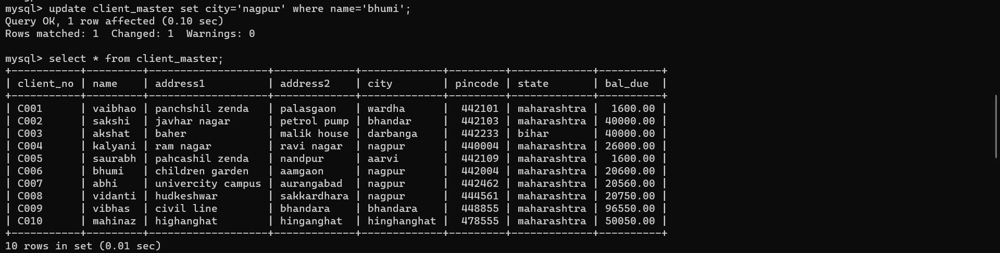 mysql> update client_master set city='nagpur' where name='bhumi';
Query OK, 1 row affected (0.10 sec)
Rows matched: 1  Changed: 1  Warnings: 0
mysql> select * from client_master;
+-----------+---------+-------------------+-------------+-------------+---------+-------------+----------+
| client_no | name    | address1          | address2    | city        | pincode | state       | bal_due  |
+-----------+---------+-------------------+-------------+-------------+---------+-------------+----------+
| C001      | vaibhao | panchshil zenda   | palasgaon   | wardha      |  442101 | maharashtra |  1600.00 |
| C002      | sakshi  | javhar nagar      | petrol pump | bhandar     |  442103 | maharashtra | 40000.00 |
| C003      | akshat  | baher             | malik house | darbanga    |  442233 | bihar       | 40000.00 |
| C004      | kalyani | ram nagar         | ravi nagar  | nagpur      |  440004 | maharashtra | 26000.00 |
| C005      | saurabh | pahcashil zenda   | nandpur     | aarvi       |  442109 | maharashtra |  1600.00 |
| C006      | bhumi   | children garden   | aamgaon     | nagpur      |  442004 | maharashtra | 20600.00 |
| C007      | abhi    | univercity campus | aurangabad  | nagpur      |  442462 | maharashtra | 20560.00 |
| C008      | vidanti | hudkeshwar        | sakkardhara | nagpur      |  444561 | maharashtra | 20750.00 |
| C009      | vibhas  | civil line        | bhandara    | bhandara    |  448855 | maharashtra | 96550.00 |
| C010      | mahinaz | highanghat        | hinganghat  | hinghanghat |  478555 | maharashtra | 50050.00 |
+-----------+---------+-------------------+-------------+-------------+---------+-------------+----------+
10 rows in set (0.01 sec)